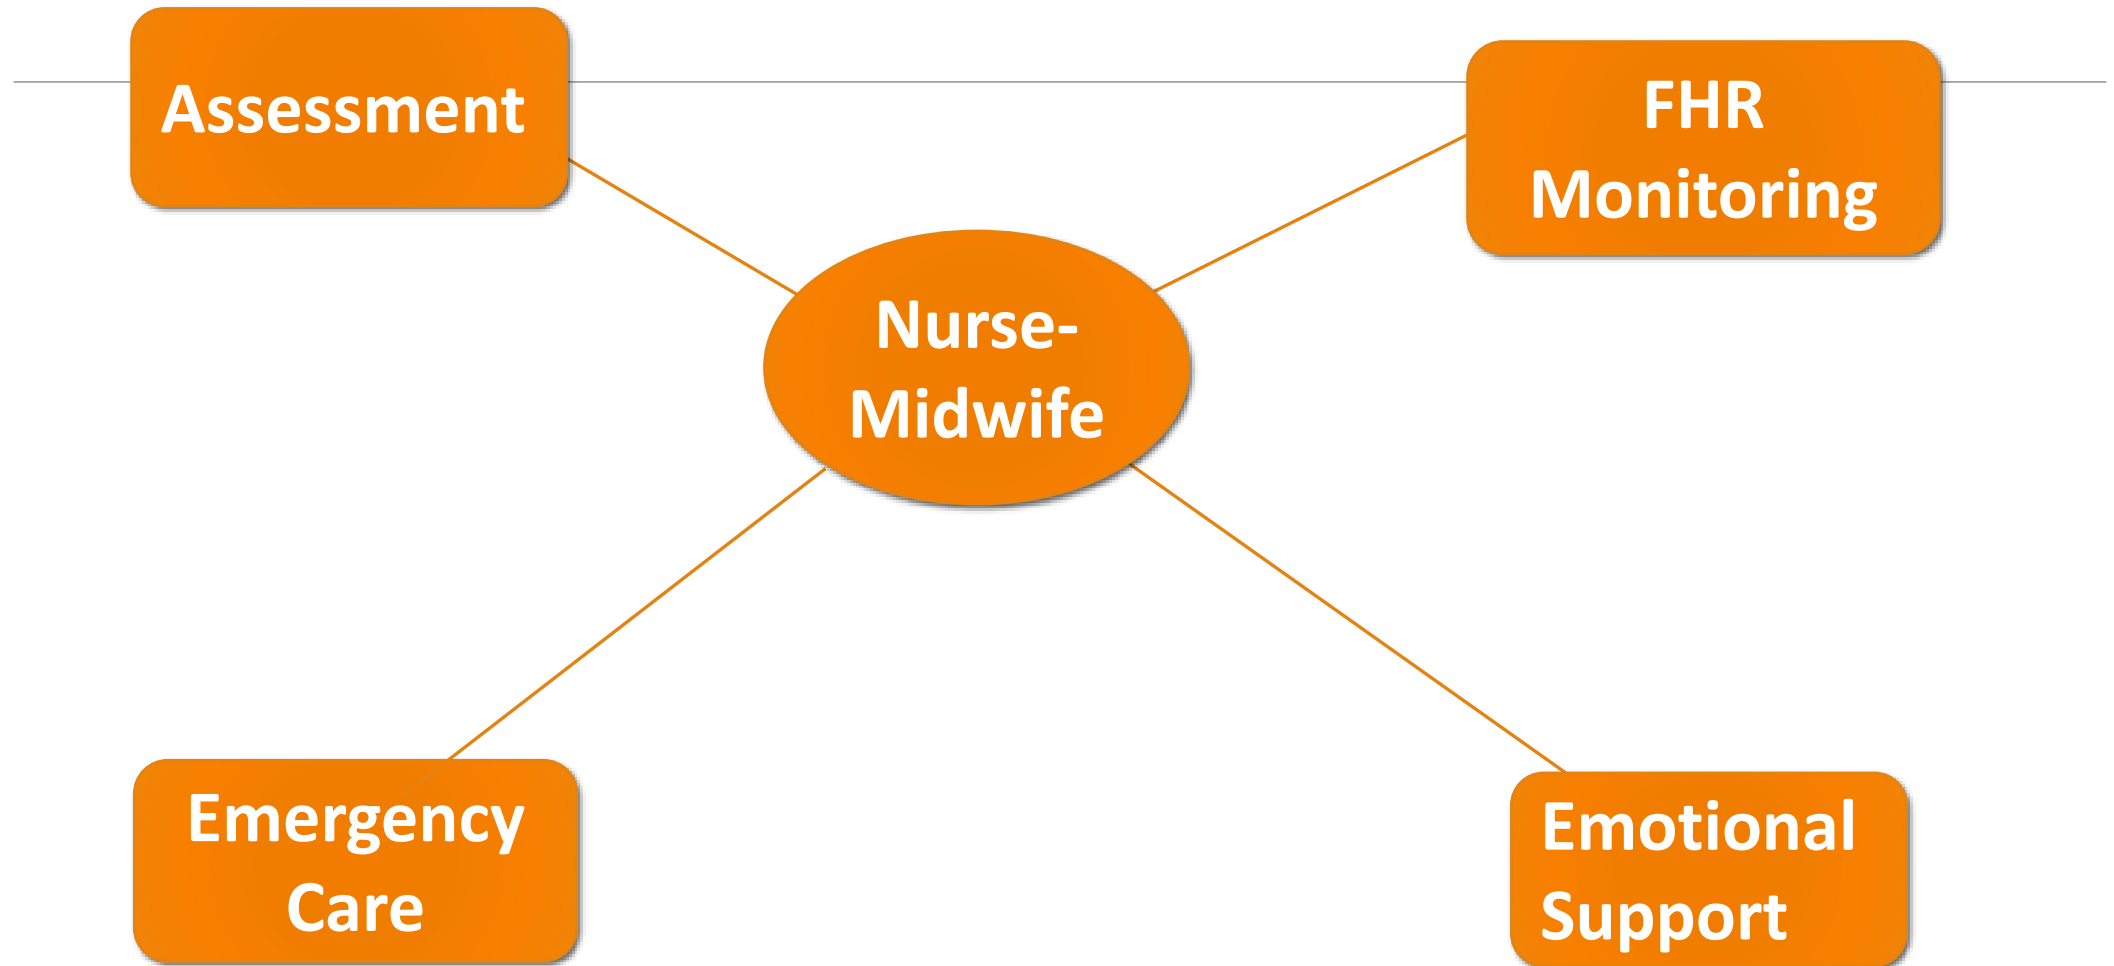 Assessment
FHR
Monitoring
Nurse-
Midwife
Emergency
Care
Emotional
Support